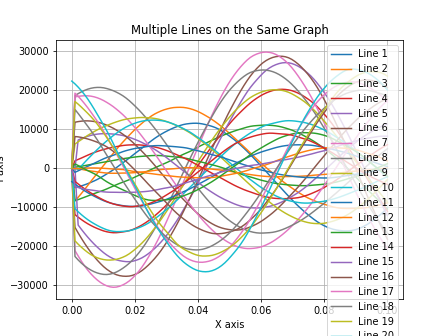 Multiple Lines on the Same Graph
30000
20000
10000
0
−10000
−20000
−30000
0.00
0.02
0.04
0.06
0.08
X axis
Line 1
Line 2
Line 3
Line 4
Line 5
Line 6
Line 7
Line 8
Line 9
Line 10
Line 11
Line 12
Line 13
Line 14
Line 15
Line 16
Line 17
Line 18
Line 19